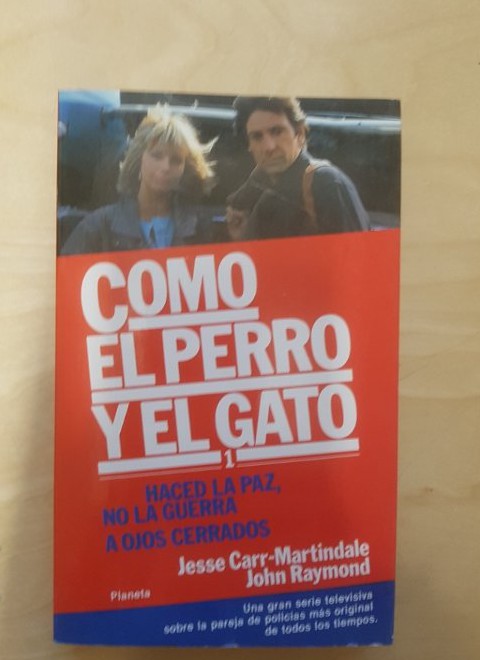 COMO
EL PERRO
Y EL GATO
1
HACED LA PAZ,
NO LA GUERRA
A OJOS CERRADOS
Jesse Carr-Martindale
John Raymond
Planeta
Una gran serie televisiva
sobre la pareja de policías más original
de todos los tiempos.